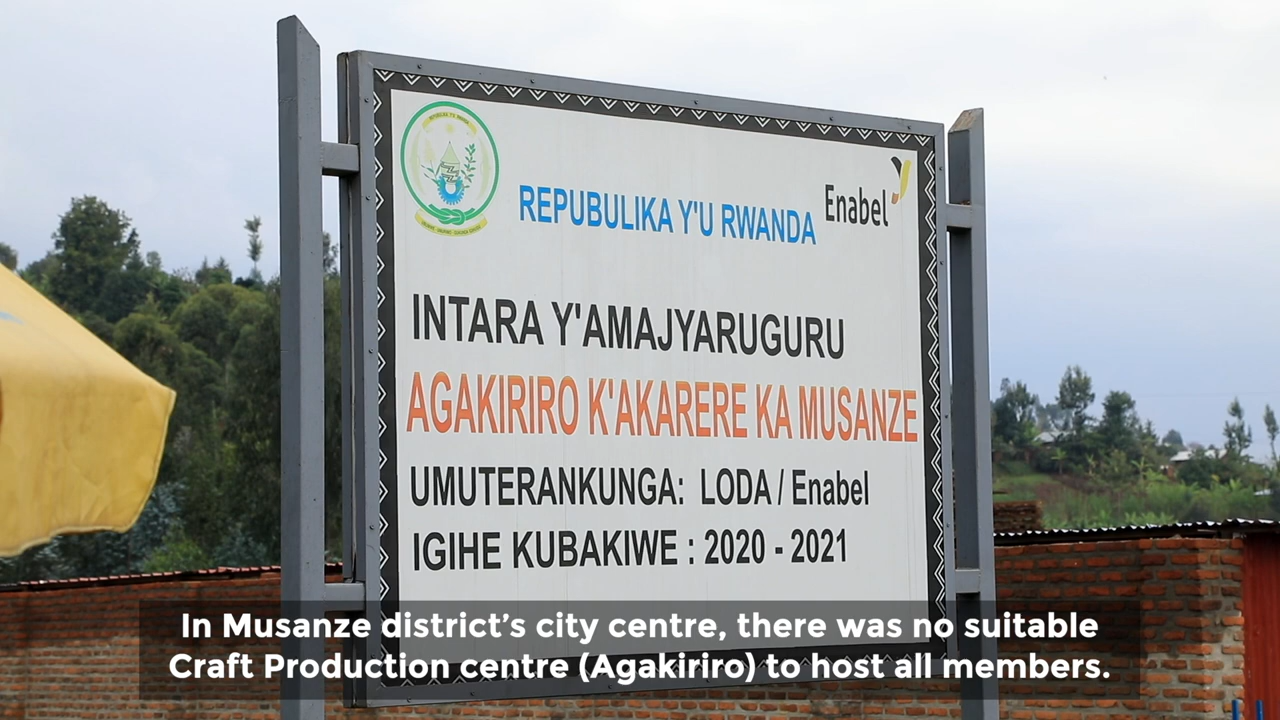 REPUBULIKA Y'U RWANDA
Enabel
INTARA Y'AMAJYARUGURU
AGAKIRIRO K'AKARERE KA MUSANZE
UMUTERANKUNGA: LODA / Enabel
IGIHE KUBAKIWE : 2020 - 2021
In Musanze district's city centre, there was no suitable
Craft Production centre (Agakiriro) to host all members.